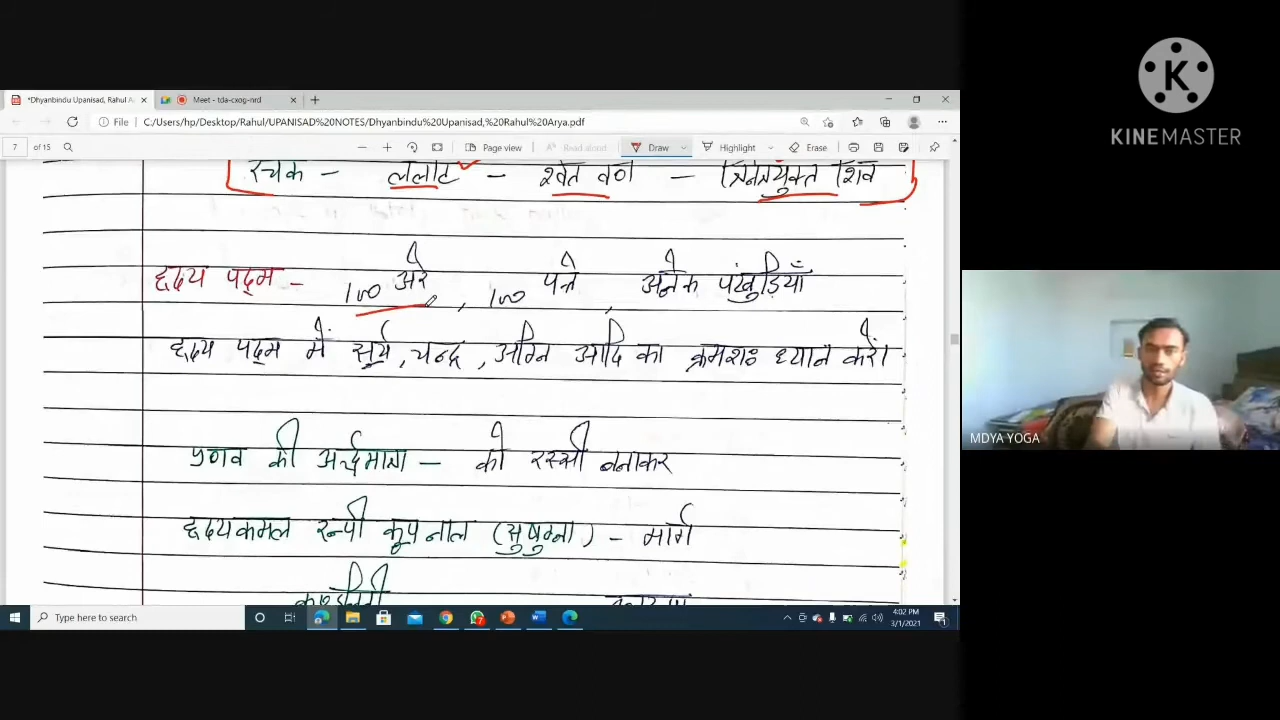 KINEMASTER
*Dhyanbindu Upanisad, Rahul A
Meet - tda-cxog-nrd
File C:/Users/hp/Desktop/Rahul/UPANISAD%20NOTES/Dhyanbindu%20Upanisad,%20Rahul%20Arya.pdf
7 of 15 Page view Read aloud Draw Highlight Erase
रेचक - ललाट - श्वेत वर्ण - त्रिनेत्रयुक्त शिव
हृदय पद्म - 100 अरे, 100 पत्रे, अनेक पंखुड़ियाँ
हृदय पद्म में सूर्य, चन्द्र, अग्नि आदि का क्रमशः ध्यान करें।
प्रणव की अर्द्धमात्रा - को रस्सी बनाकर
हृदयकमल रूपी कूप नाल (सुषुम्ना) - मार्ग
MDYA YOGA
Type here to search
4:02 PM
3/1/2021